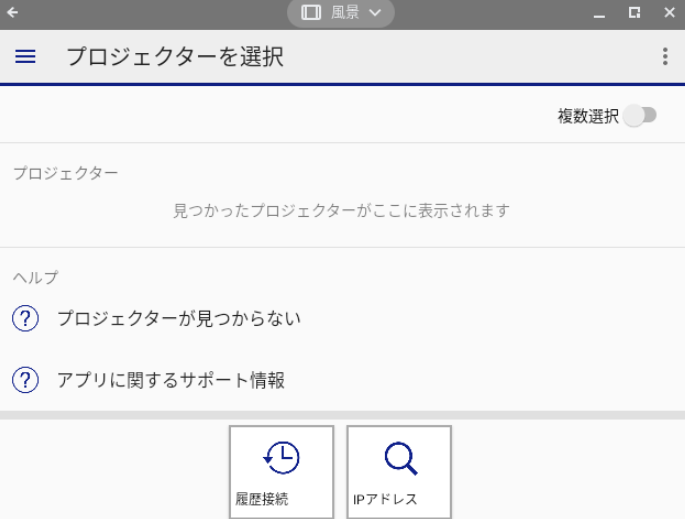 風景
プロジェクターを選択
複数選択
プロジェクター
見つかったプロジェクターがここに表示されます
ヘルプ
? プロジェクターが見つからない
? アプリに関するサポート情報
履歴接続
IPアドレス